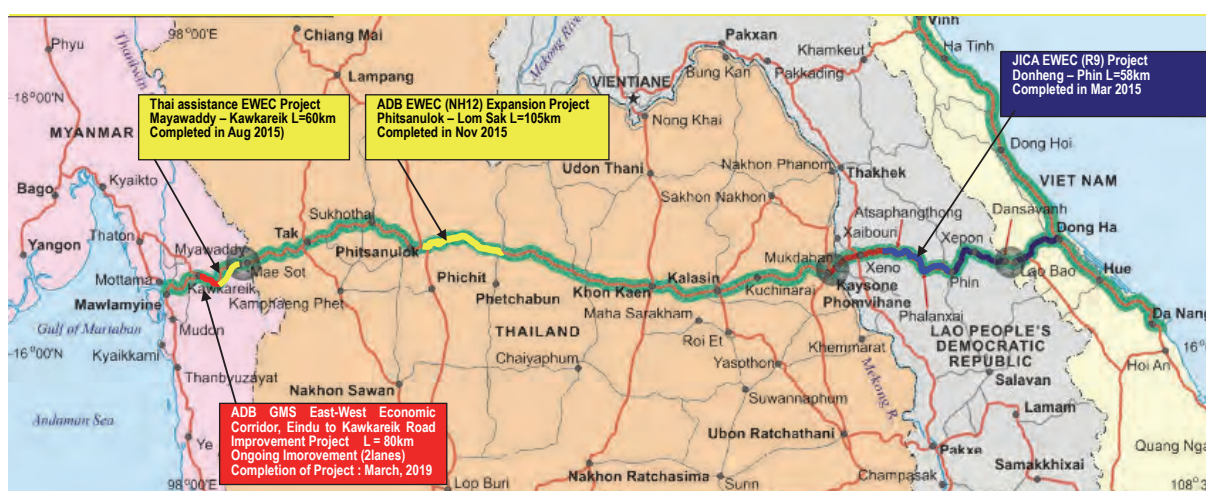 98°00'E
Phyu
Thanlwin
Chiang Mai
Lampang
Mekong River
Pakxan
Bung Kan
Pakkading
Khamkeut
Vinh
Ha Tinh
JICA EWEC (R9) Project
Donheng – Phin L=58km
Completed in Mar 2015
18°00'N
MYANMAR
Thai assistance EWEC Project
Mayawaddy – Kawkareik L=60km
Completed in Aug 2015)
ADB EWEC (NH12) Expansion Project
Phitsanulok – Lom Sak L=105km
Completed in Nov 2015
VIENTIANE
Nong Khai
Udon Thani
Nakhon Phanom
Thakhek
Sakhon Nakhon
Dong Hoi
VIET NAM
Bago
Kyaikto
Yangon
Thaton
Myawaddy
Mottama
Kawkareik
Mawlamyine
Mae Sot
Tak
Sukhothai
Phitsanulok
Kamphaeng Phet
Phichit
Phetchabun
Khon Kaen
Kalasin
Kuchinarai
Maha Sarakham
Mukdahan
Atsaphangthong
Xaibouri
Xeno
Kaysone
Phomvihane
Phalanxai
Xepon
Phin
Dansavanh
Lao Bao
Dong Ha
Hue
Da Nang
Hoi An
Gulf of Martaban
Mudon
16°00'N
Kyaikkami
Thanbyuzayat
Andaman Sea
Ye
98°00'E
THAILAND
Chaiyaphum
Roi Et
Yasothon
Khemmarat
Suwannaphum
Mekong R.
LAO PEOPLE'S
DEMOCRATIC
REPUBLIC
Salavan
Lamam
Nakhon Sawan
ADB GMS East-West Economic
Corridor, Eindu to Kawkareik Road
Improvement Project L = 80km
Ongoing Imorovement (2lanes)
Completion of Project : March, 2019
Lop Buri
Nakhon Ratchasima
Surin
Ubon Ratchathani
Pakxe
Champasak
Samakkhixai
Quang Nga
16°
108°3